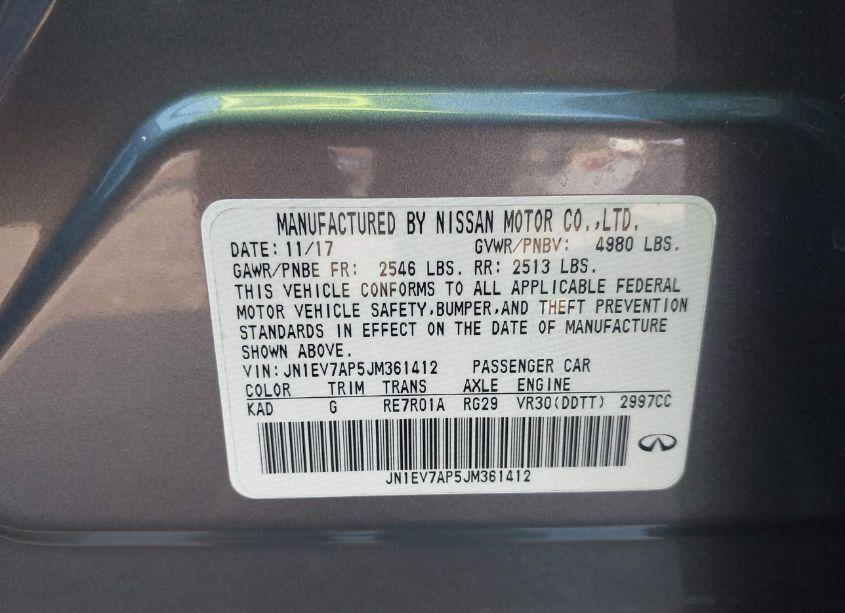 MANUFACTURED BY NISSAN MOTOR CO.,LTD.
DATE: 11/17 GVWR/PNBV: 4980 LBS.
GAWR/PNBE FR: 2546 LBS. RR: 2513 LBS.
THIS VEHICLE CONFORMS TO ALL APPLICABLE FEDERAL
MOTOR VEHICLE SAFETY,BUMPER,AND THEFT PREVENTION
STANDARDS IN EFFECT ON THE DATE OF MANUFACTURE
SHOWN ABOVE.
VIN:JN1EV7AP5JM361412 PASSENGER CAR
COLOR TRIM TRANS AXLE ENGINE
KAD G RE7R01A RG29 VR30(DDTT) 2997CC
JN1EV7AP5JM361412